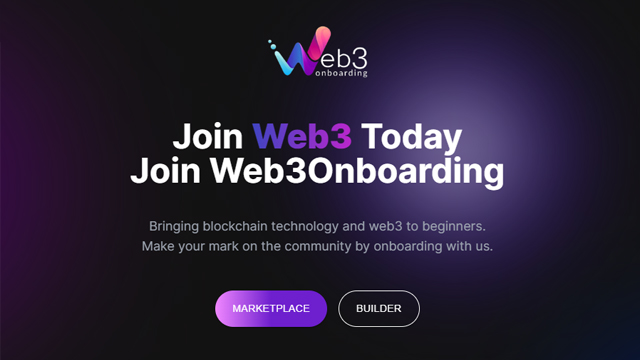 Web3
onboarding
Join Web3 Today
Join Web3Onboarding
Bringing blockchain technology and web3 to beginners.
Make your mark on the community by onboarding with us.
MARKETPLACE
BUILDER